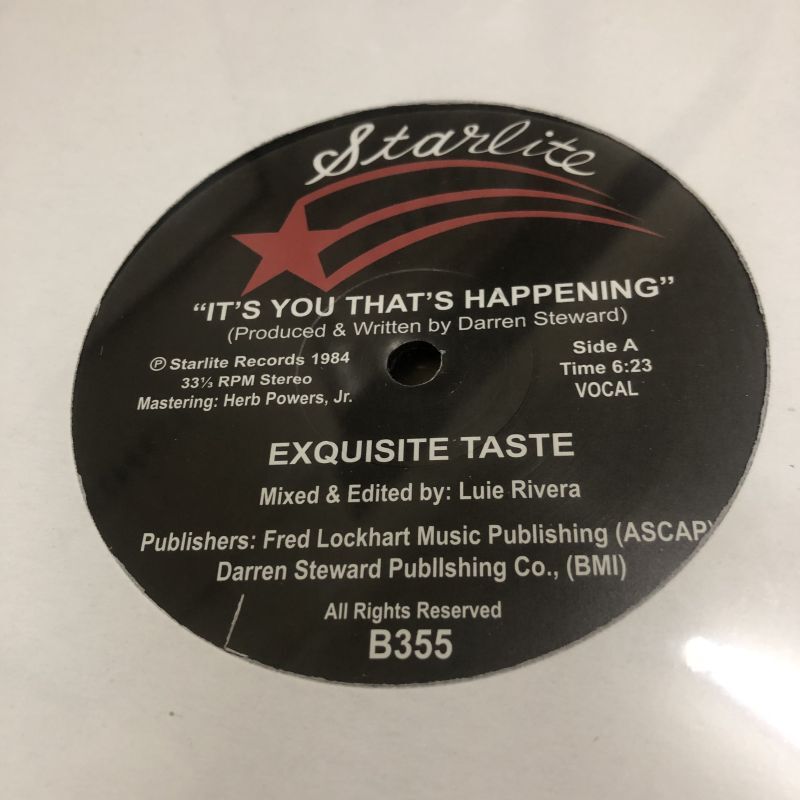 Starlite
"IT'S YOU THAT'S HAPPENING"
(Produced & Written by Darren Steward)
℗ Starlite Records 1984
33⅓ RPM Stereo
Mastering: Herb Powers, Jr.
Side A
Time 6:23
VOCAL
EXQUISITE TASTE
Mixed & Edited by: Luie Rivera
Publishers: Fred Lockhart Music Publishing (ASCAP)
Darren Steward Publlshing Co., (BMI)
All Rights Reserved
B355